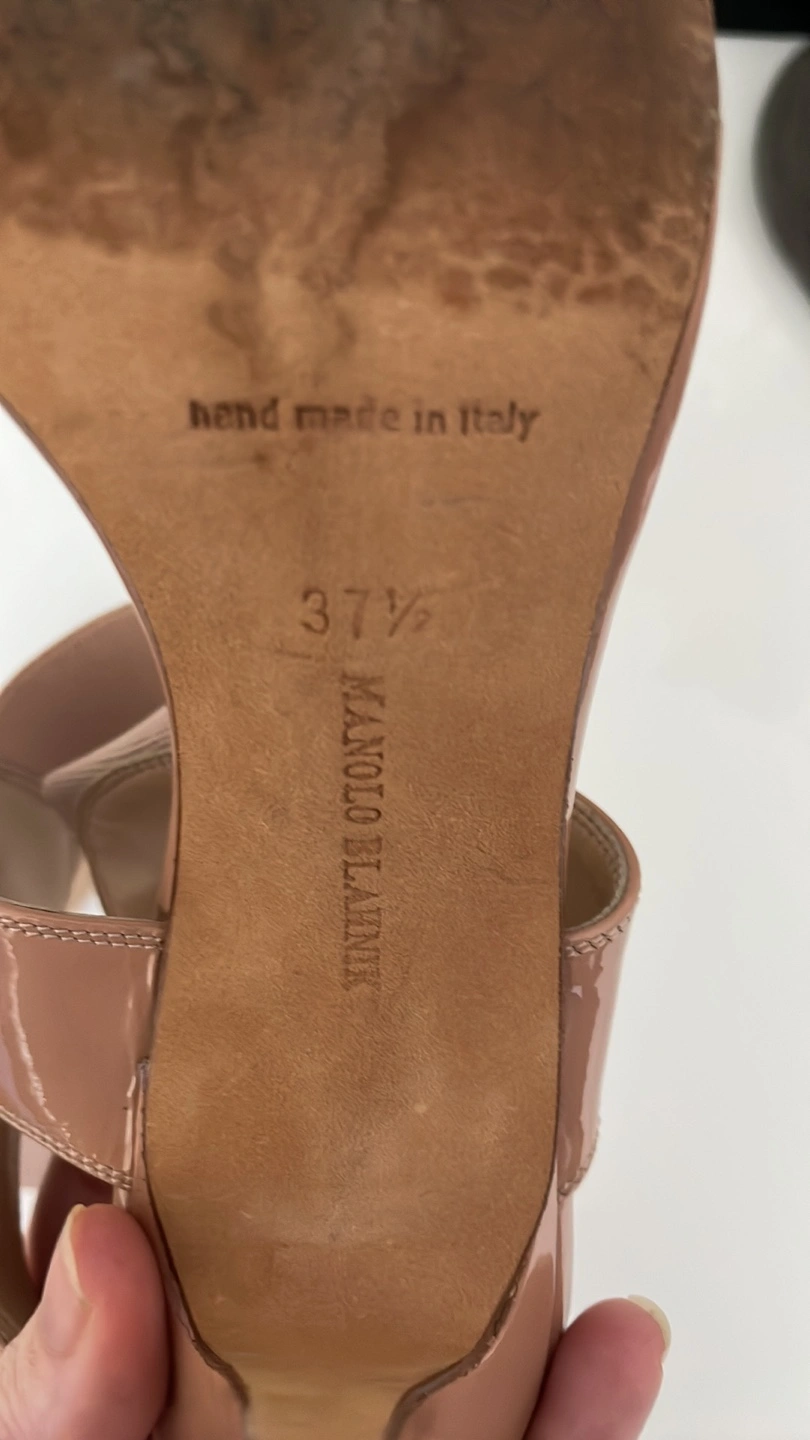 hand made in Italy
37½
MANOLO BLAHNIK